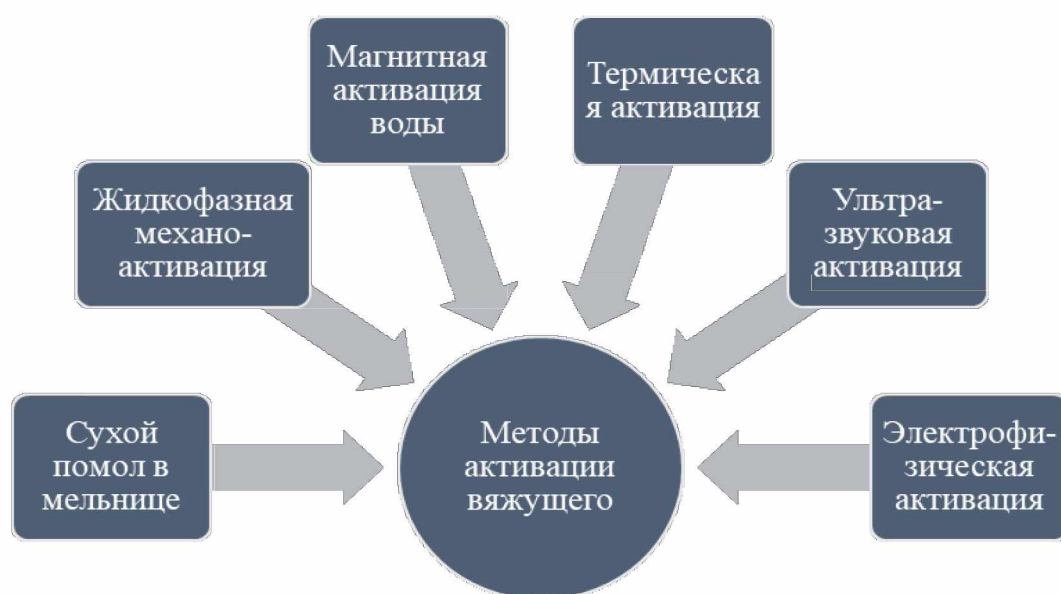 Магнитная
активация
воды
Термическа
я активация
Жидкофазная
механо-
активация
Ультра-
звуковая
активация
Сухой
помол в
мельнице
Методы
активации
вяжущего
Электрофи-
зическая
активация